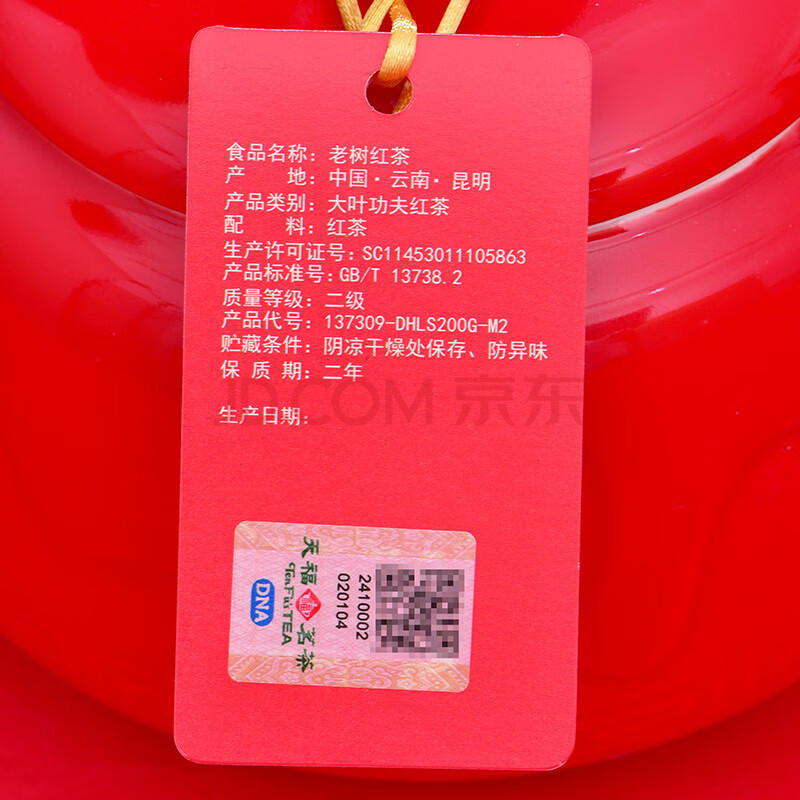 食品名称：老树红茶
产 地：中国·云南·昆明
产品类别：大叶功夫红茶
配 料：红茶
生产许可证号：SC11453011105863
产品标准号：GB/T 13738.2
质量等级：二级
产品代号：137309-DHLS200G-M2
贮藏条件：阴凉干燥处保存、防异味
保 质 期：二年
JD.COM 京东
生产日期：
天福茗茶
TenFu's TEA
DNA
2410002
020104